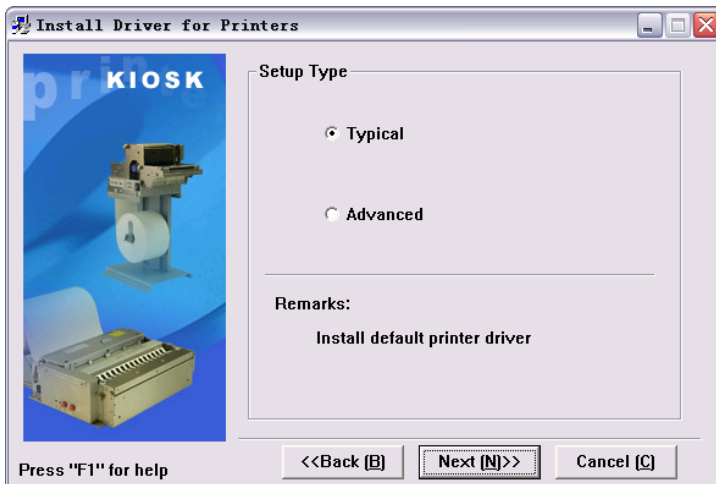 Install Driver for Printers
printe
KIOSK
Setup Type
Typical
Advanced
Remarks:
Install default printer driver
Press "F1" for help
<<Back (B)
Next (N)>>
Cancel (C)